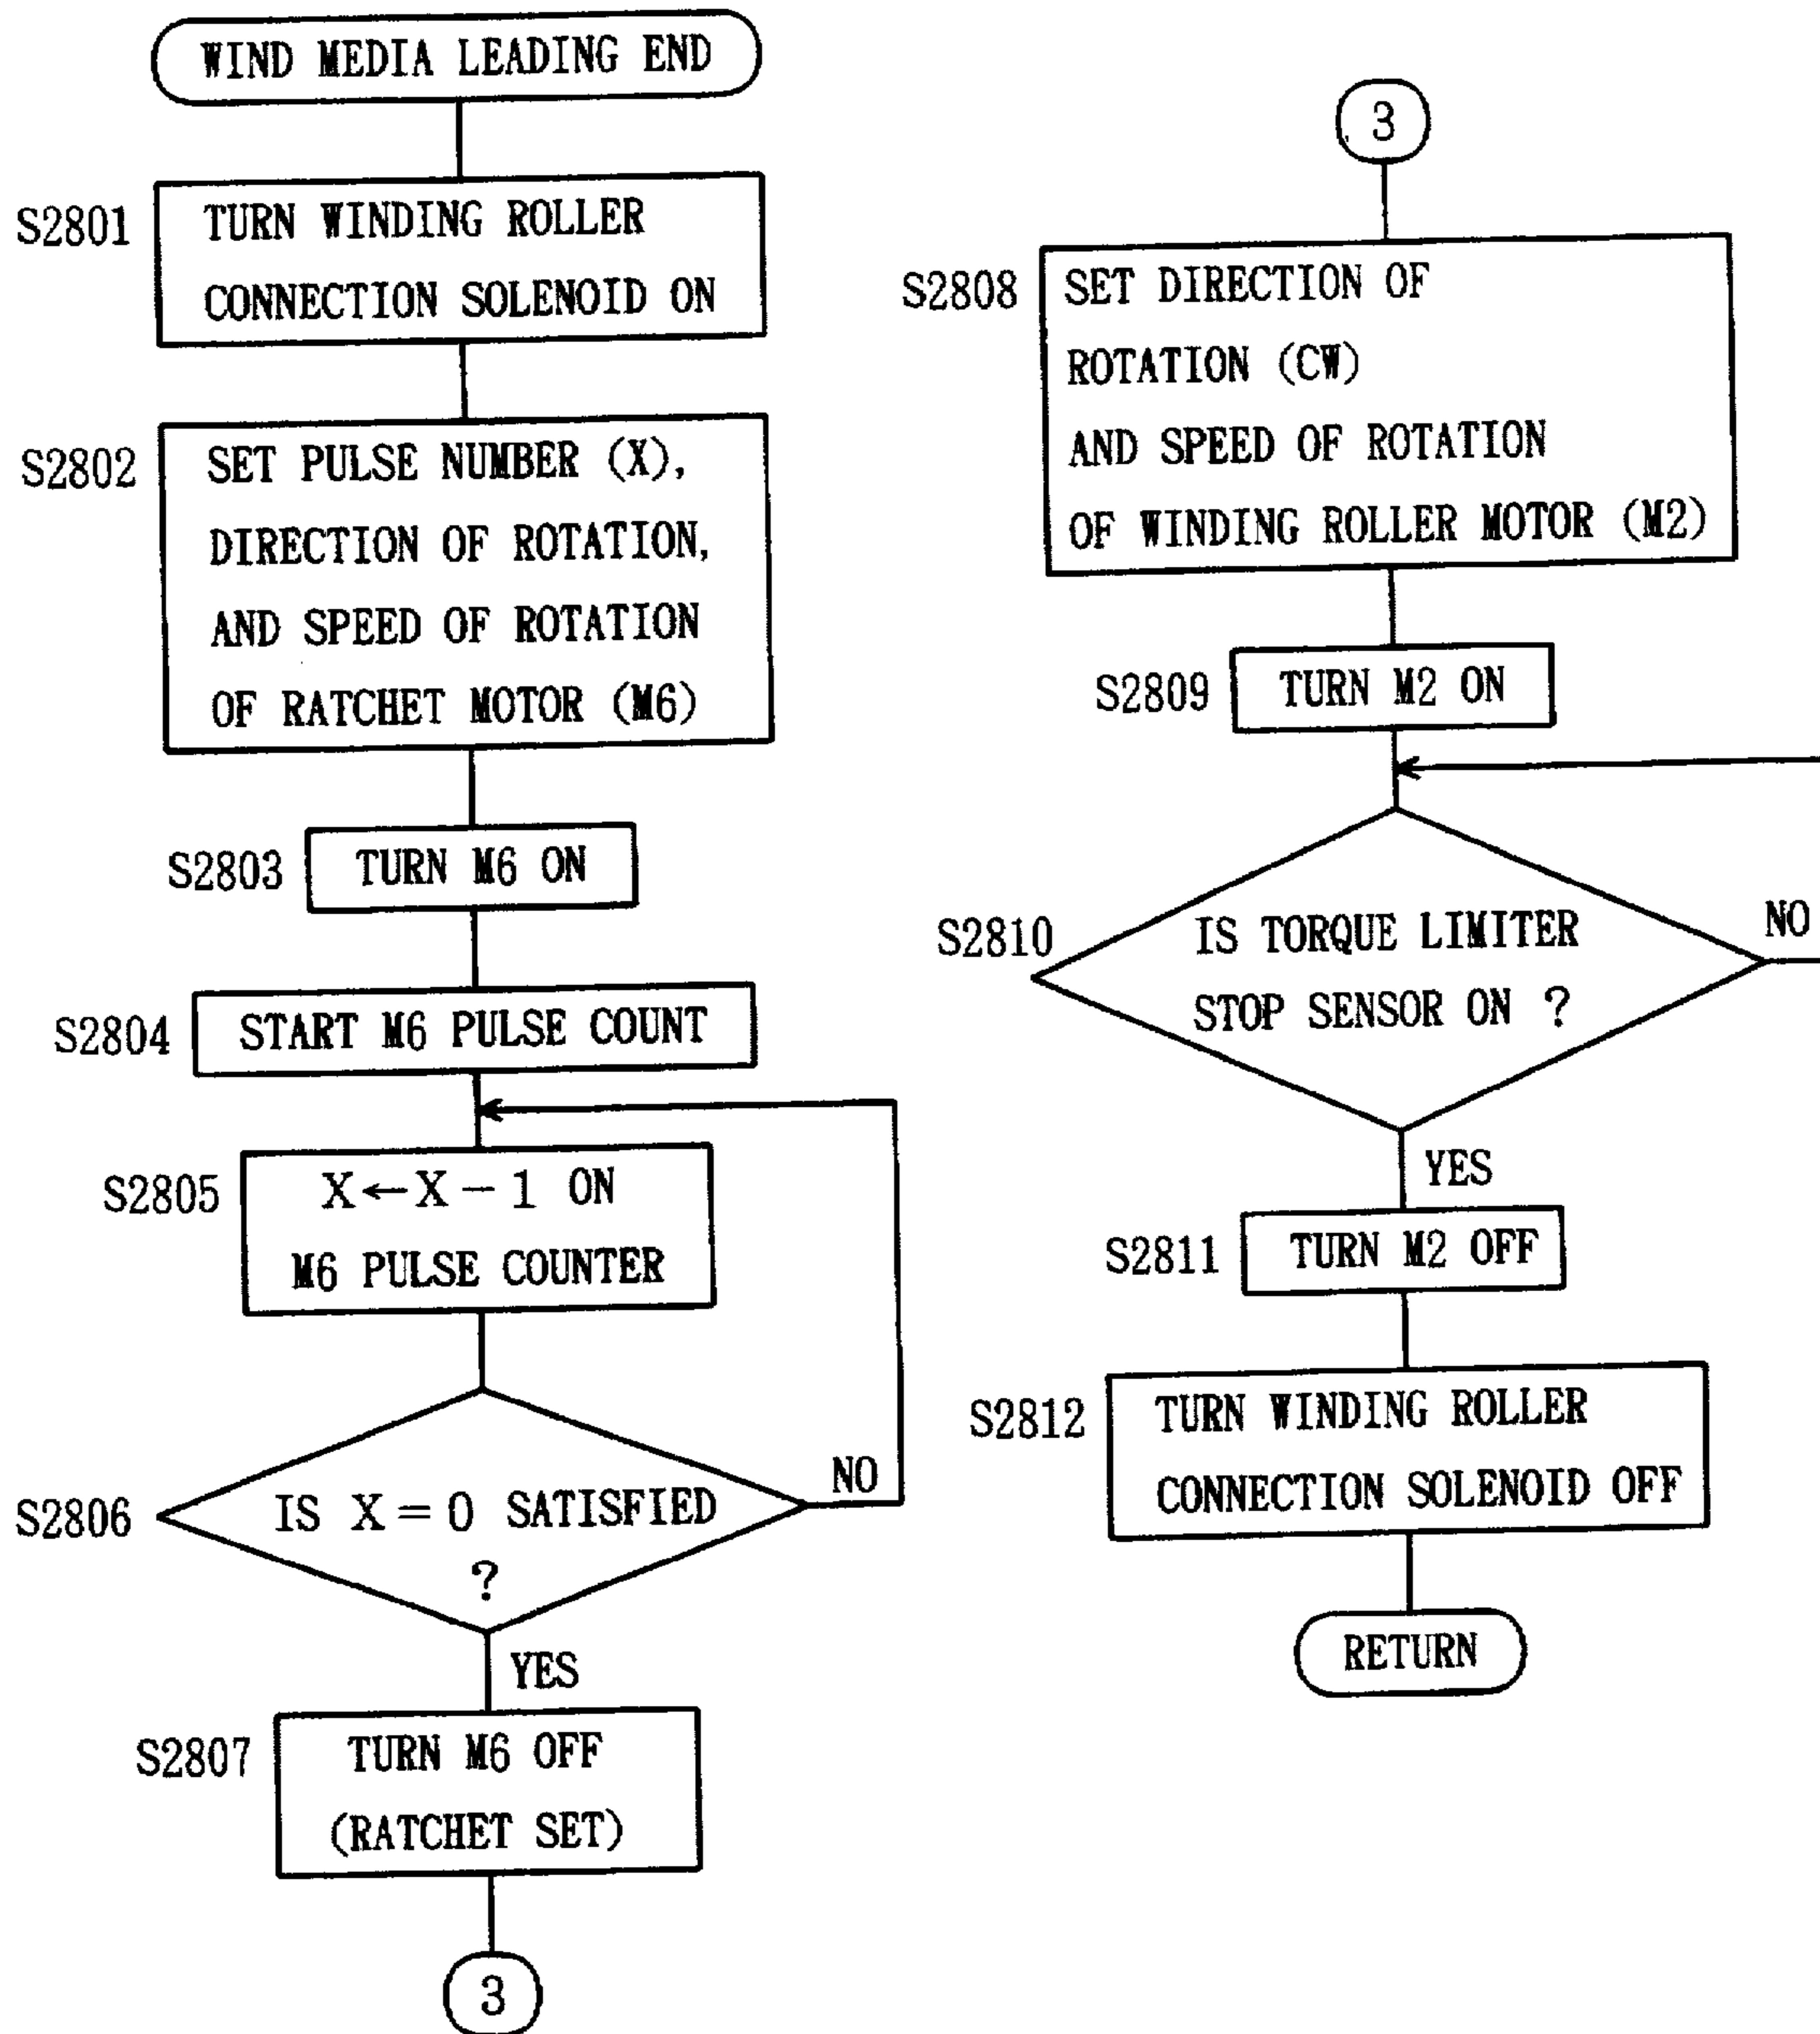 WIND MEDIA LEADING END
S2801
TURN WINDING ROLLER
CONNECTION SOLENOID ON
S2802
SET PULSE NUMBER (X),
DIRECTION OF ROTATION,
AND SPEED OF ROTATION
OF RATCHET MOTOR (M6)
S2803
TURN M6 ON
S2804
START M6 PULSE COUNT
S2805
X←X－1 ON
M6 PULSE COUNTER
S2806
IS X＝0 SATISFIED
?
NO
YES
S2807
TURN M6 OFF
(RATCHET SET)
3
3
S2808
SET DIRECTION OF
ROTATION (CW)
AND SPEED OF ROTATION
OF WINDING ROLLER MOTOR (M2)
S2809
TURN M2 ON
S2810
IS TORQUE LIMITER
STOP SENSOR ON ?
NO
YES
S2811
TURN M2 OFF
S2812
TURN WINDING ROLLER
CONNECTION SOLENOID OFF
RETURN